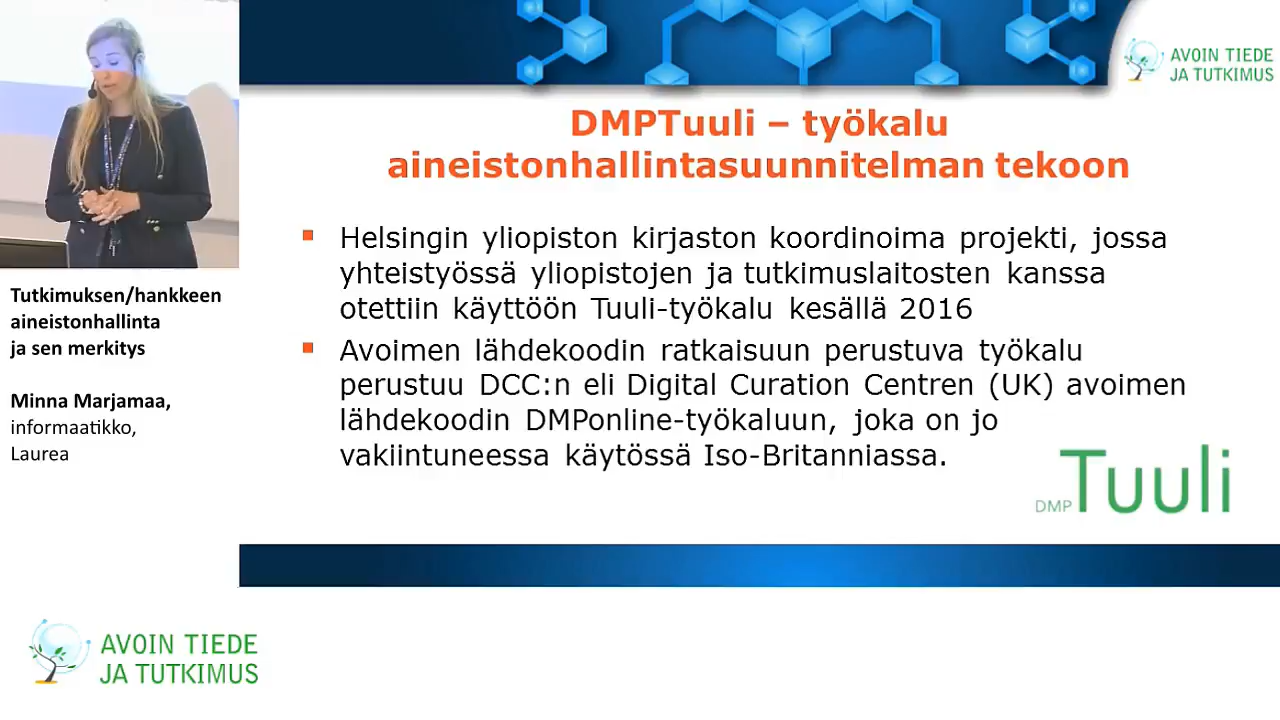 AVOIN TIEDE
JA TUTKIMUS
DMPTuuli – työkalu
aineistonhallintasuunnitelman tekoon
Helsingin yliopiston kirjaston koordinoima projekti, jossa
yhteistyössä yliopistojen ja tutkimuslaitosten kanssa
otettiin käyttöön Tuuli-työkalu kesällä 2016
Avoimen lähdekoodin ratkaisuun perustuva työkalu
perustuu DCC:n eli Digital Curation Centren (UK) avoimen
lähdekoodin DMPonline-työkaluun, joka on jo
vakiintuneessa käytössä Iso-Britanniassa.
DMPTuuli
Tutkimuksen/hankkeen
aineistonhallinta
ja sen merkitys
Minna Marjamaa,
informaatikko,
Laurea
AVOIN TIEDE
JA TUTKIMUS